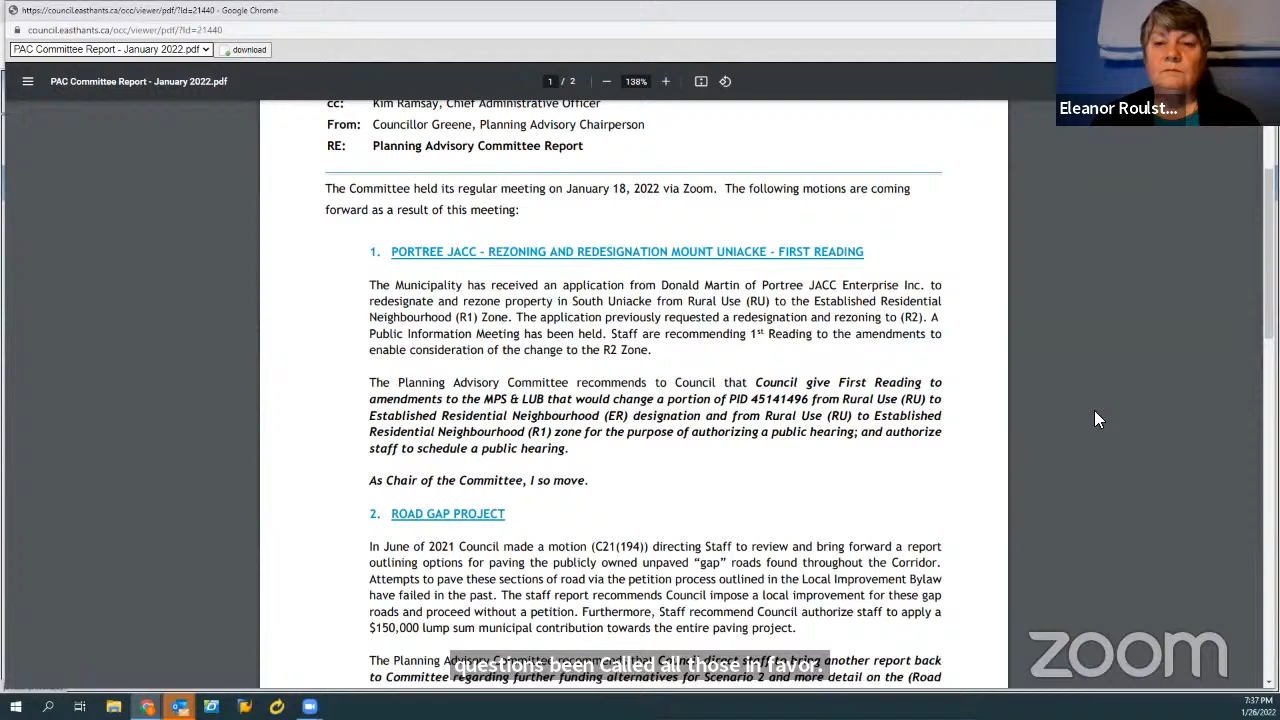 https://council.easthants.ca/occ/viewer/pdf/?Id=21440 - Google Chrome
council.easthants.ca/occ/viewer/pdf/?Id=21440
PAC Committee Report - January 2022.pdf
download
PAC Committee Report - January 2022.pdf
1 / 2
138%
Eleanor Roulst...
cc: Kim Ramsay, Chief Administrative Officer
From: Councillor Greene, Planning Advisory Chairperson
RE: Planning Advisory Committee Report
The Committee held its regular meeting on January 18, 2022 via Zoom. The following motions are coming
forward as a result of this meeting:
1. PORTREE JACC – REZONING AND REDESIGNATION MOUNT UNIACKE - FIRST READING
The Municipality has received an application from Donald Martin of Portree JACC Enterprise Inc. to
redesignate and rezone property in South Uniacke from Rural Use (RU) to the Established Residential
Neighbourhood (R1) Zone. The application previously requested a redesignation and rezoning to (R2). A
Public Information Meeting has been held. Staff are recommending 1st Reading to the amendments to
enable consideration of the change to the R2 Zone.
The Planning Advisory Committee recommends to Council that Council give First Reading to
amendments to the MPS & LUB that would change a portion of PID 45141496 from Rural Use (RU) to
Established Residential Neighbourhood (ER) designation and from Rural Use (RU) to Established
Residential Neighbourhood (R1) zone for the purpose of authorizing a public hearing; and authorize
staff to schedule a public hearing.
As Chair of the Committee, I so move.
2. ROAD GAP PROJECT
In June of 2021 Council made a motion (C21(194)) directing Staff to review and bring forward a report
outlining options for paving the publicly owned unpaved “gap” roads found throughout the Corridor.
Attempts to pave these sections of road via the petition process outlined in the Local Improvement Bylaw
have failed in the past. The staff report recommends Council impose a local improvement for these gap
roads and proceed without a petition. Furthermore, Staff recommend Council authorize staff to apply a
$150,000 lump sum municipal contribution towards the entire paving project.
The Planning
another report back
questions been Called all those in favor.
to Committee regarding further funding alternatives for Scenario 2 and more detail on the (Road
zoom
7:37 PM
1/26/2022